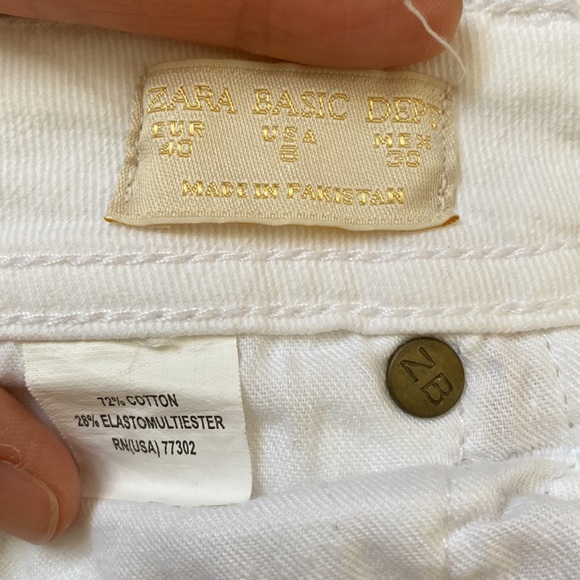 ZARA BASIC DEPT
EUR USA MEX
40 8 30
MADE IN PAKISTAN
72% COTTON
28% ELASTOMULTIESTER
RN(USA) 77302
ZB